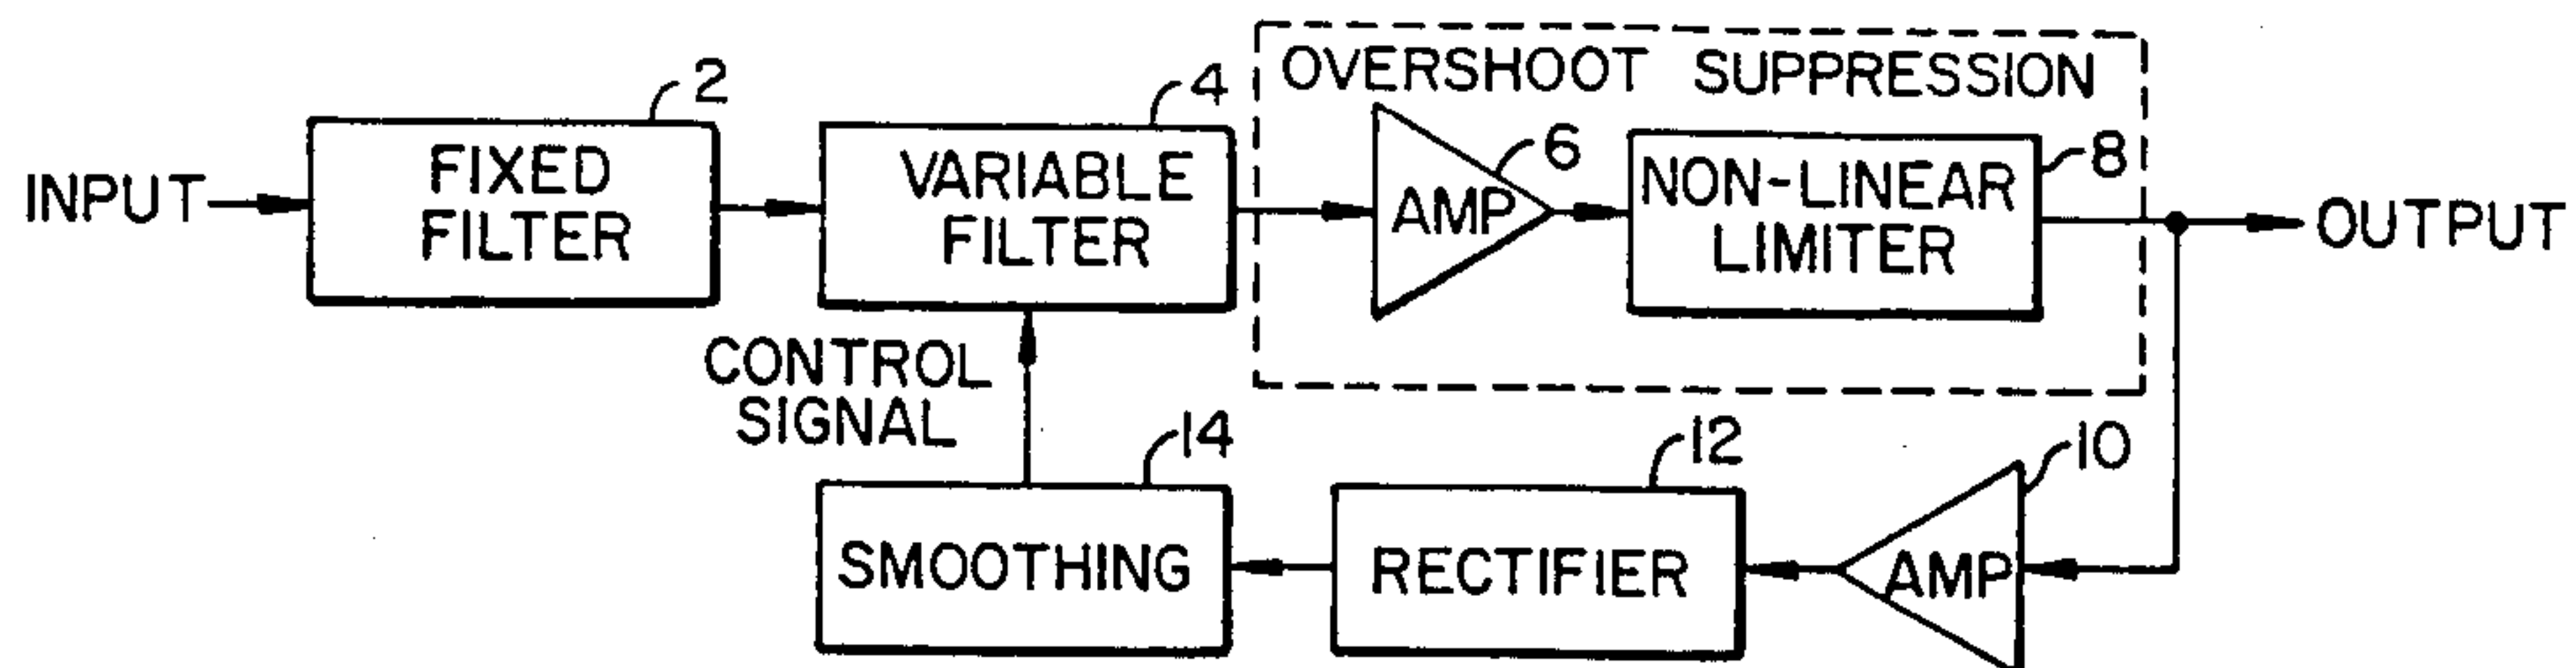 OVERSHOOT SUPPRESSION
2
4
6
8
INPUT
FIXED
FILTER
VARIABLE
FILTER
AMP
NON-LINEAR
LIMITER
OUTPUT
CONTROL
SIGNAL
14
12
10
SMOOTHING
RECTIFIER
AMP